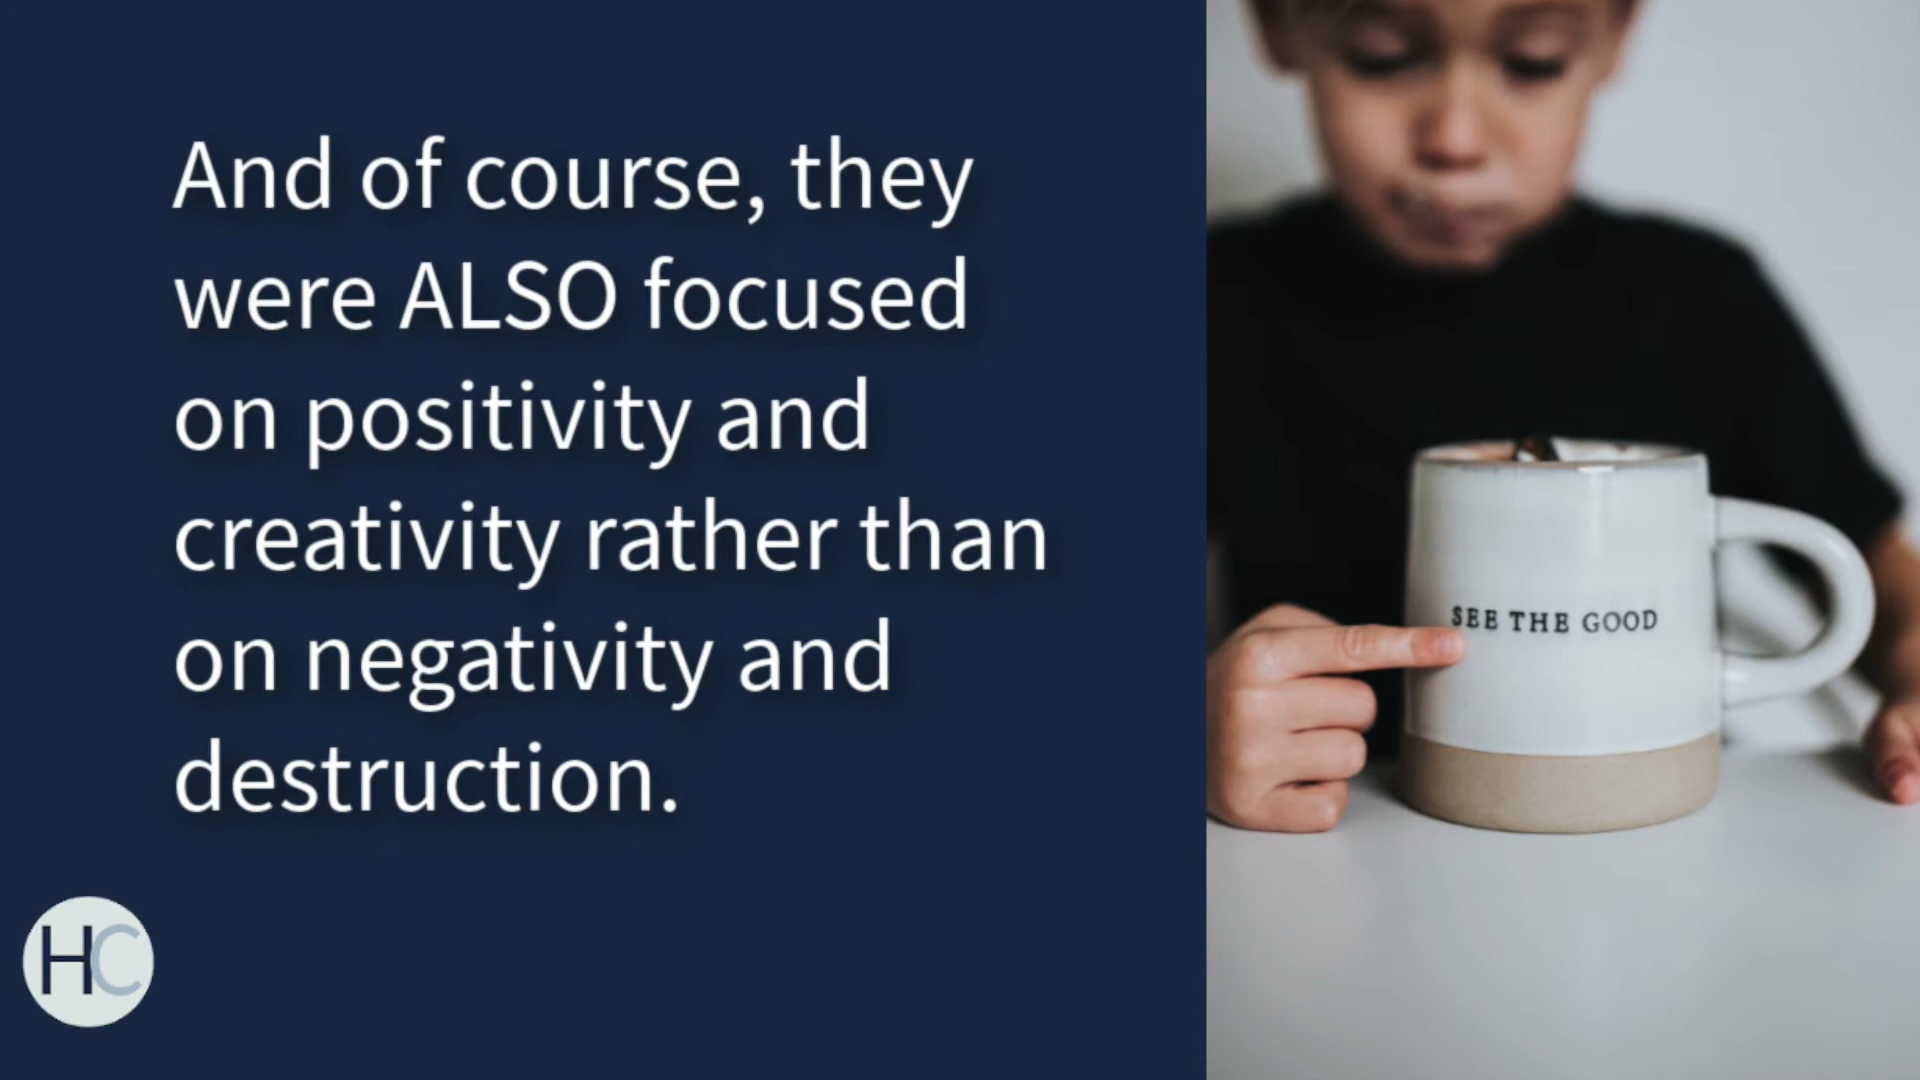 And of course, they
were ALSO focused
on positivity and
creativity rather than
on negativity and
destruction.
SEE THE GOOD
HC